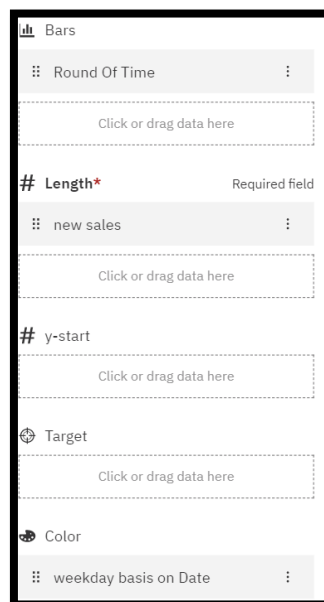 Bars
Round Of Time
Click or drag data here
# Length* Required field
new sales
Click or drag data here
# y-start
Click or drag data here
Target
Click or drag data here
Color
weekday basis on Date